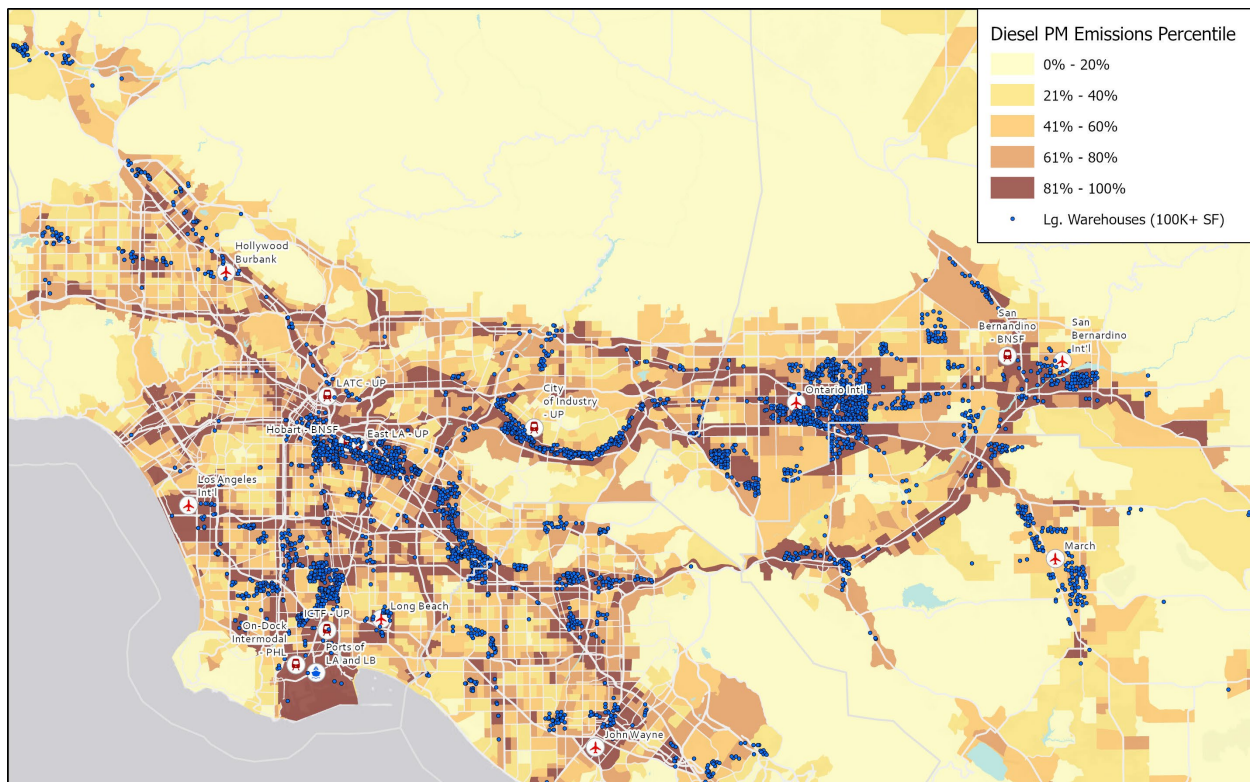 Diesel PM Emissions Percentile
0% - 20%
21% - 40%
41% - 60%
61% - 80%
81% - 100%
Lg. Warehouses (100K+ SF)
Hollywood
Burbank
San
Bernandino
- BNSF
San
Bernardino
Int'l
LATC - UP
City
of Industry
- UP
Ontario Int'l
Hobart - BNSF
East LA - UP
Los Angeles
Int'l
March
Long Beach
ICTF - UP
On-Dock
Intermodal
- PHL
Ports of
LA and LB
John Wayne